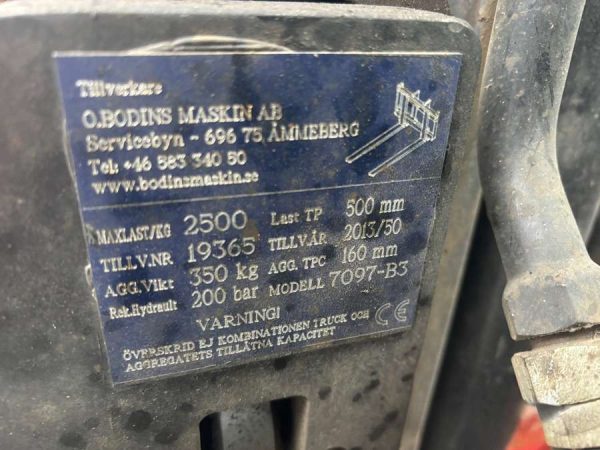 Tillverkare
O.BODINS MASKIN AB
Servicebyn - 696 75 ÅMMEBERG
Tel: +46 583 340 50
www.bodinsmaskin.se
MAXLAST/KG 2500 Last TP 500 mm
TILLV.NR 19365 TILLV.ÅR 2013/50
AGG.Vikt 350 kg AGG. TPC 160 mm
Rek.Hydrault 200 bar MODELL 7097-B3
VARNING!
ÖVERSKRID EJ KOMBINATIONEN TRUCK OCH
AGGREGATETS TILLÅTNA KAPACITET
CE